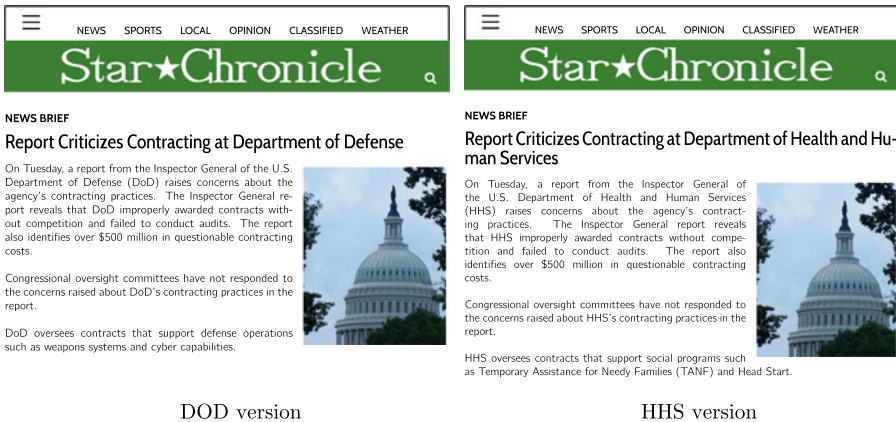 NEWS SPORTS LOCAL OPINION CLASSIFIED WEATHER
Star★Chronicle
NEWS BRIEF
Report Criticizes Contracting at Department of Defense
On Tuesday, a report from the Inspector General of the U.S.
Department of Defense (DoD) raises concerns about the
agency's contracting practices. The Inspector General re-
port reveals that DoD improperly awarded contracts with-
out competition and failed to conduct audits. The report
also identifies over $500 million in questionable contracting
costs.
Congressional oversight committees have not responded to
the concerns raised about DoD's contracting practices in the
report.
DoD oversees contracts that support defense operations
such as weapons systems and cyber capabilities.
DOD version
NEWS SPORTS LOCAL OPINION CLASSIFIED WEATHER
Star★Chronicle
NEWS BRIEF
Report Criticizes Contracting at Department of Health and Hu-
man Services
On Tuesday, a report from the Inspector General of
the U.S. Department of Health and Human Services
(HHS) raises concerns about the agency's contract-
ing practices. The Inspector General report reveals
that HHS improperly awarded contracts without compe-
tition and failed to conduct audits. The report also
identifies over $500 million in questionable contracting
costs.
Congressional oversight committees have not responded to
the concerns raised about HHS's contracting practices in the
report.
HHS oversees contracts that support social programs such
as Temporary Assistance for Needy Families (TANF) and Head Start.
HHS version